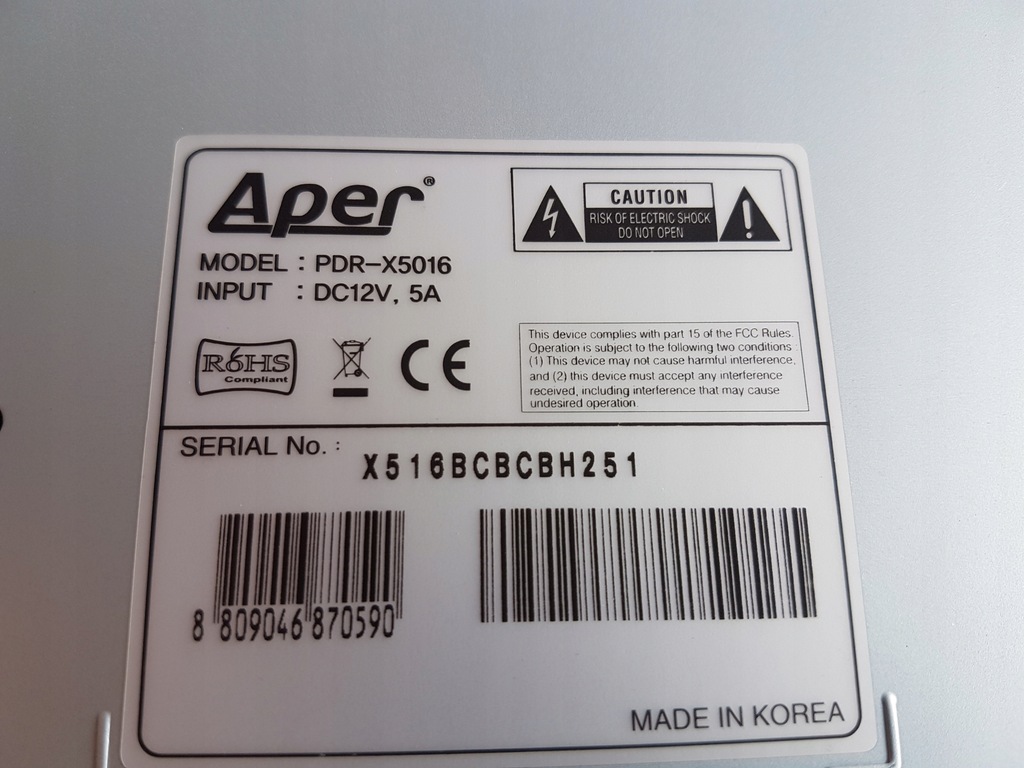 Aper®
MODEL : PDR-X5016
INPUT : DC12V, 5A
CAUTION
RISK OF ELECTRIC SHOCK
DO NOT OPEN
RoHS
Compliant
CE
This device complies with part 15 of the FCC Rules.
Operation is subject to the following two conditions :
(1) This device may not cause harmful interference,
and (2) this device must accept any interference
received, including interference that may cause
undesired operation.
SERIAL No. :
X516BCBCBH251
8 809046 870590
MADE IN KOREA